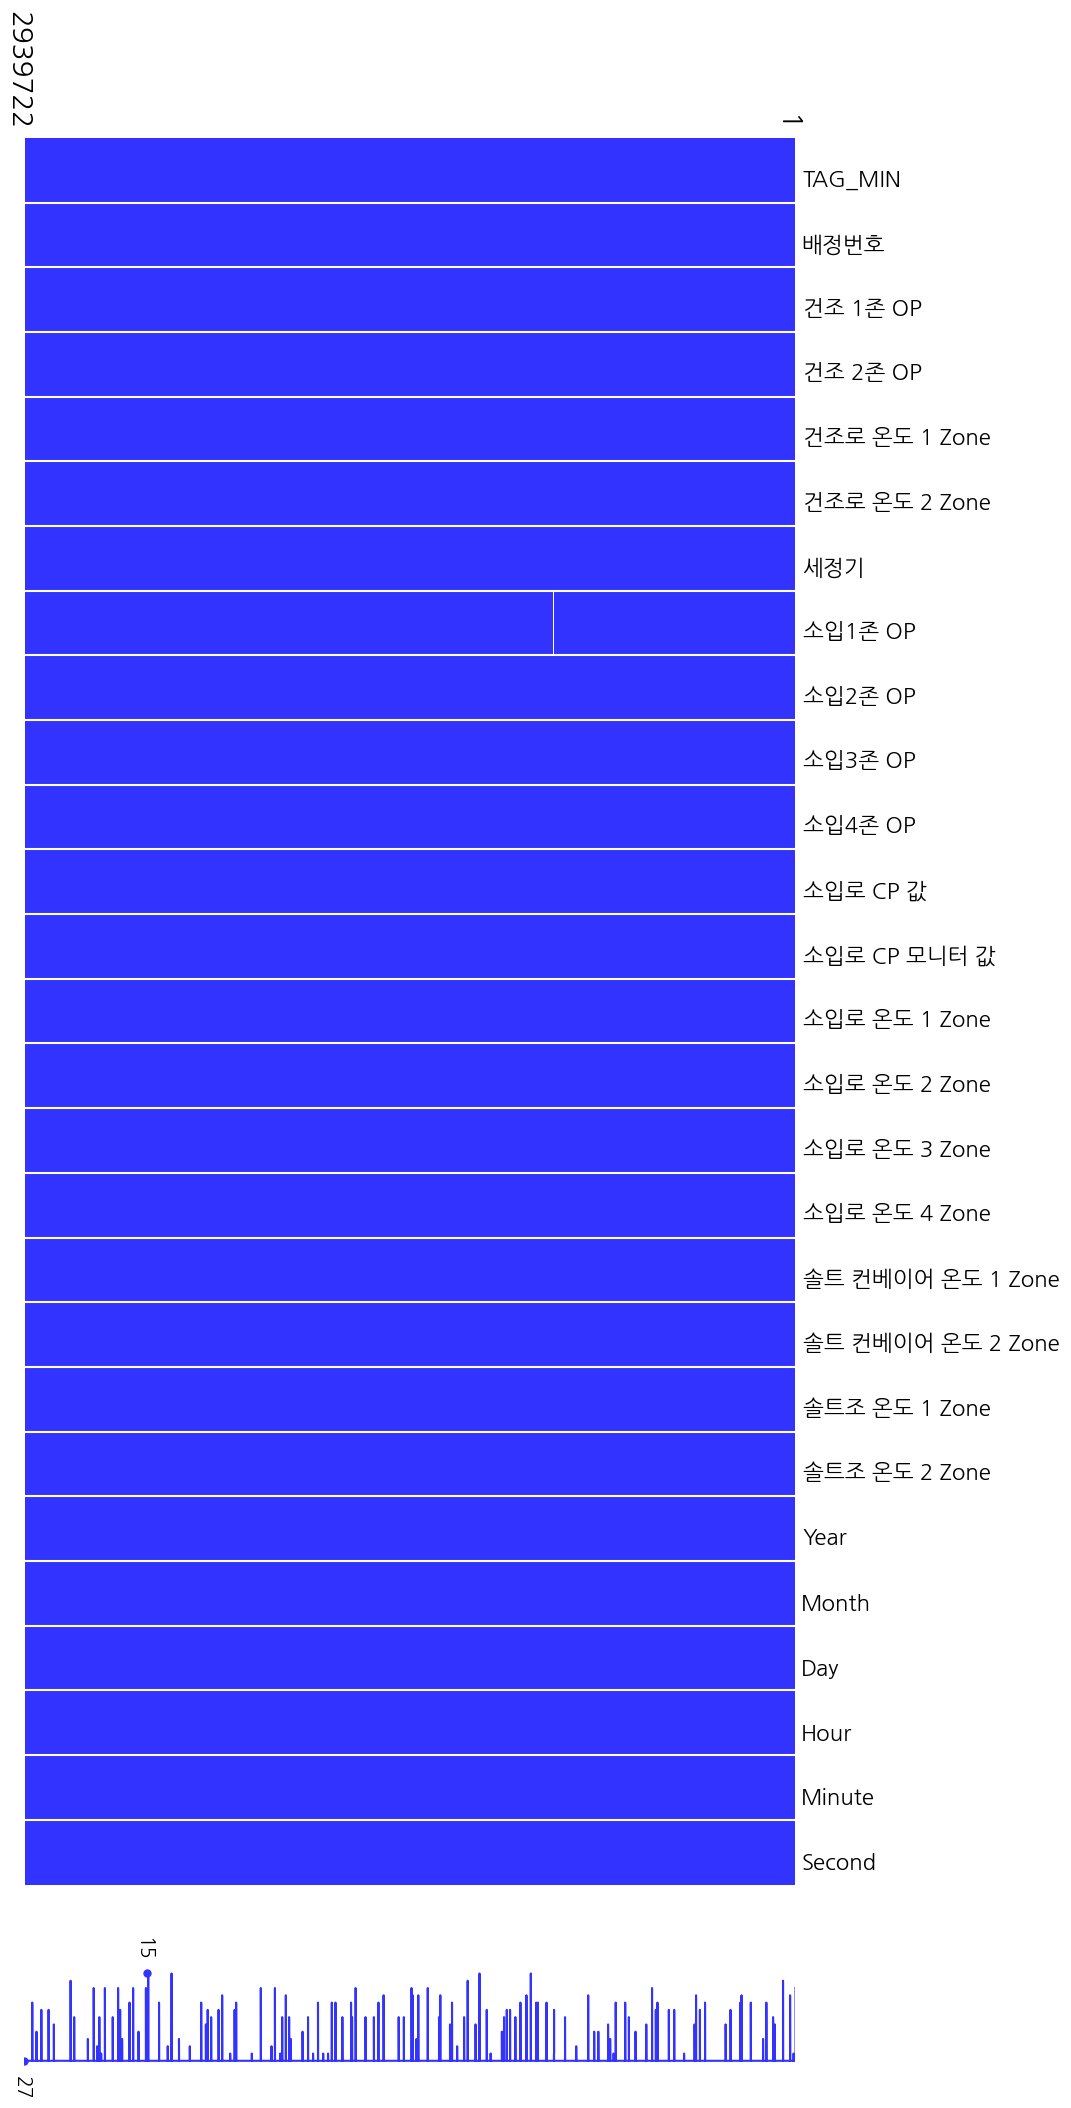 2939722
1
TAG_MIN
배정번호
건조 1존 OP
건조 2존 OP
건조로 온도 1 Zone
건조로 온도 2 Zone
세정기
소입1존 OP
소입2존 OP
소입3존 OP
소입4존 OP
소입로 CP 값
소입로 CP 모니터 값
소입로 온도 1 Zone
소입로 온도 2 Zone
소입로 온도 3 Zone
소입로 온도 4 Zone
솔트 컨베이어 온도 1 Zone
솔트 컨베이어 온도 2 Zone
솔트조 온도 1 Zone
솔트조 온도 2 Zone
Year
Month
Day
Hour
Minute
Second
15
27